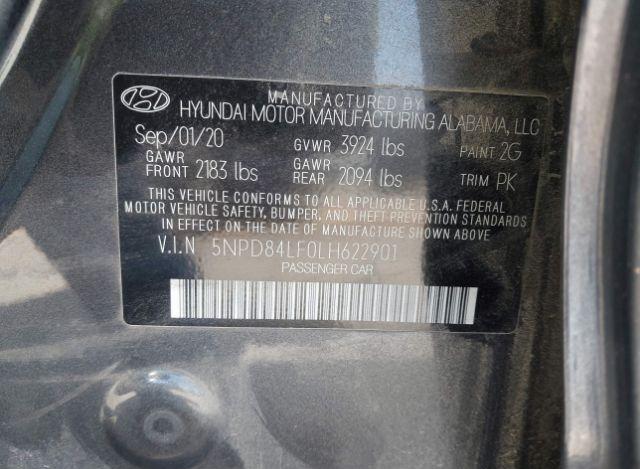 MANUFACTURED BY
HYUNDAI MOTOR MANUFACTURING ALABAMA, LLC
Sep/01/20 GVWR 3924 lbs PAINT 2G
GAWR FRONT 2183 lbs GAWR REAR 2094 lbs TRIM PK
THIS VEHICLE CONFORMS TO ALL APPLICABLE U.S.A. FEDERAL
MOTOR VEHICLE SAFETY, BUMPER, AND THEFT PREVENTION STANDARDS
IN EFFECT ON THE DATE OF MANUFACTURE SHOWN ABOVE.
V.I.N 5NPD84LF0LH622901
PASSENGER CAR